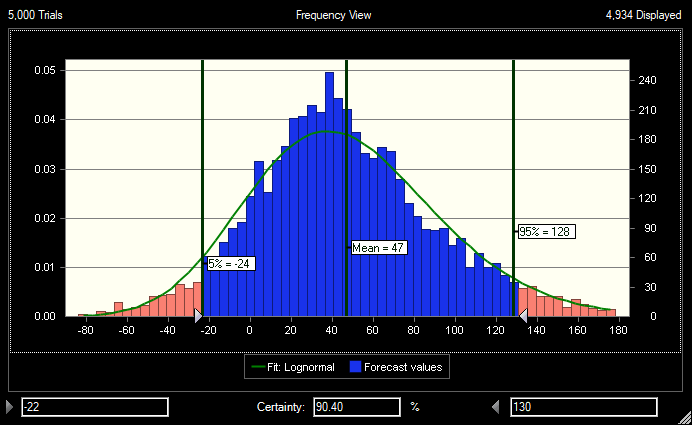 5,000 Trials Frequency View 4,934 Displayed
0.05 240
0.04 210
180
0.03 150
120
0.02 90
0.01 60
30
0.00 0
95% = 128
Mean = 47
5% = -24
-80 -60 -40 -20 0 20 40 60 80 100 120 140 160 180
Fit: Lognormal Forecast values
-22 Certainty: 90.40 % 130